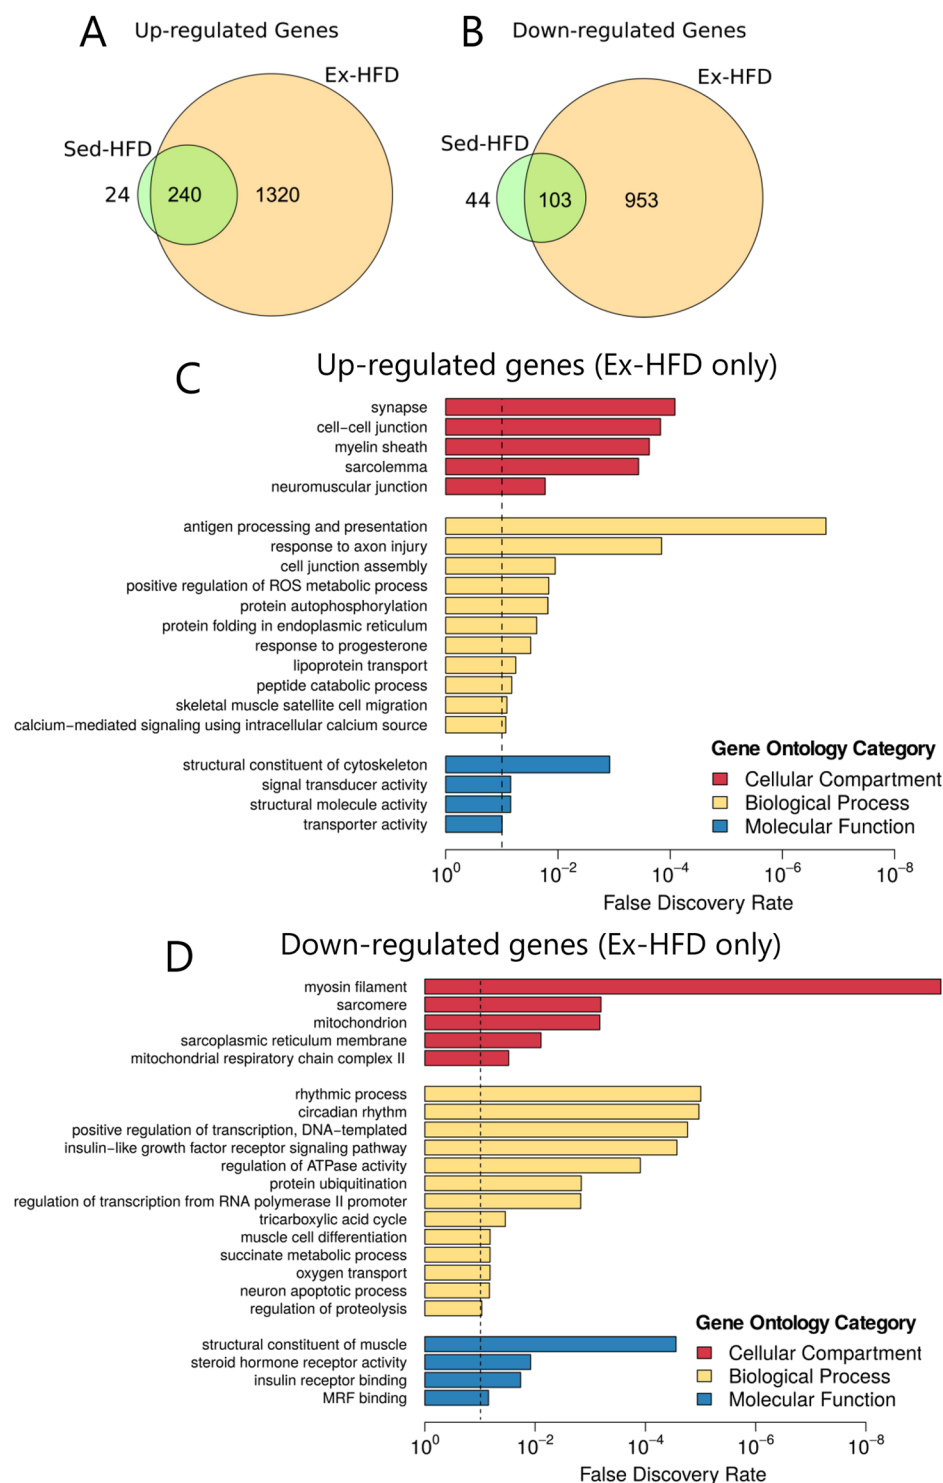 A
Up-regulated Genes
Ex-HFD
Sed-HFD
24
240
1320
B
Down-regulated Genes
Ex-HFD
Sed-HFD
44
103
953
C
Up-regulated genes (Ex-HFD only)
synapse
cell−cell junction
myelin sheath
sarcolemma
neuromuscular junction
antigen processing and presentation
response to axon injury
cell junction assembly
positive regulation of ROS metabolic process
protein autophosphorylation
protein folding in endoplasmic reticulum
response to progesterone
lipoprotein transport
peptide catabolic process
skeletal muscle satellite cell migration
calcium−mediated signaling using intracellular calcium source
structural constituent of cytoskeleton
signal transducer activity
structural molecule activity
transporter activity
Gene Ontology Category
Cellular Compartment
Biological Process
Molecular Function
10⁰ 10⁻² 10⁻⁴ 10⁻⁶ 10⁻⁸
False Discovery Rate
D
Down-regulated genes (Ex-HFD only)
myosin filament
sarcomere
mitochondrion
sarcoplasmic reticulum membrane
mitochondrial respiratory chain complex II
rhythmic process
circadian rhythm
positive regulation of transcription, DNA−templated
insulin−like growth factor receptor signaling pathway
regulation of ATPase activity
protein ubiquitination
regulation of transcription from RNA polymerase II promoter
tricarboxylic acid cycle
muscle cell differentiation
succinate metabolic process
oxygen transport
neuron apoptotic process
regulation of proteolysis
structural constituent of muscle
steroid hormone receptor activity
insulin receptor binding
MRF binding
Gene Ontology Category
Cellular Compartment
Biological Process
Molecular Function
10⁰ 10⁻² 10⁻⁴ 10⁻⁶ 10⁻⁸
False Discovery Rate